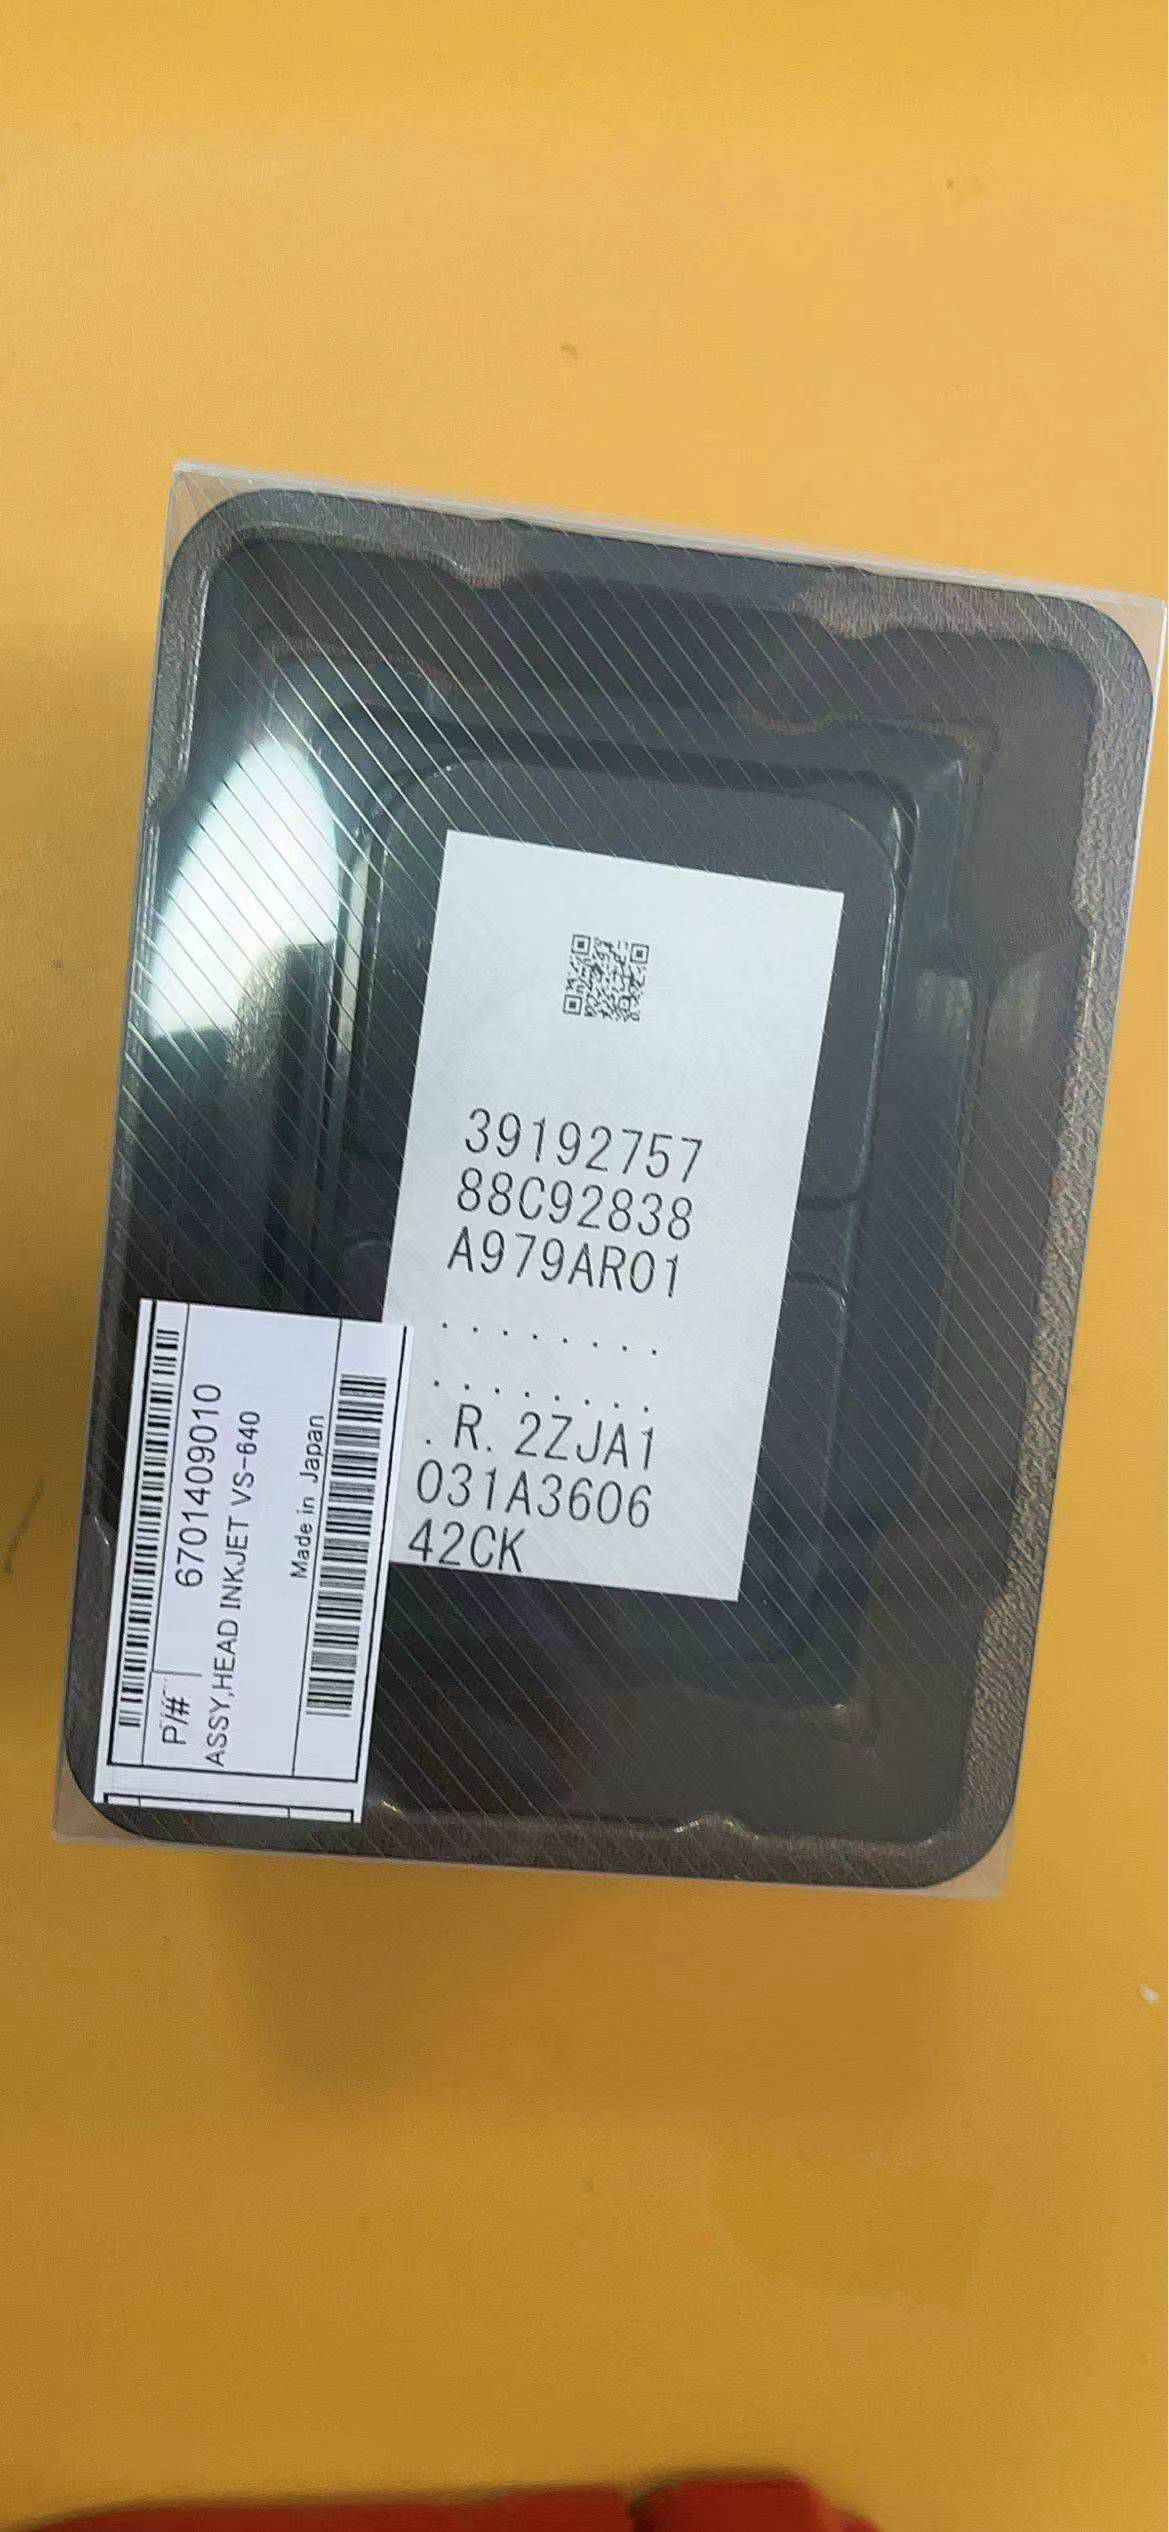 39192757
88C92838
A979AR01
........
........
.R.2ZJA1
031A3606
42CK
P/# 6701409010
ASSY,HEAD INKJET VS-640
Made in Japan